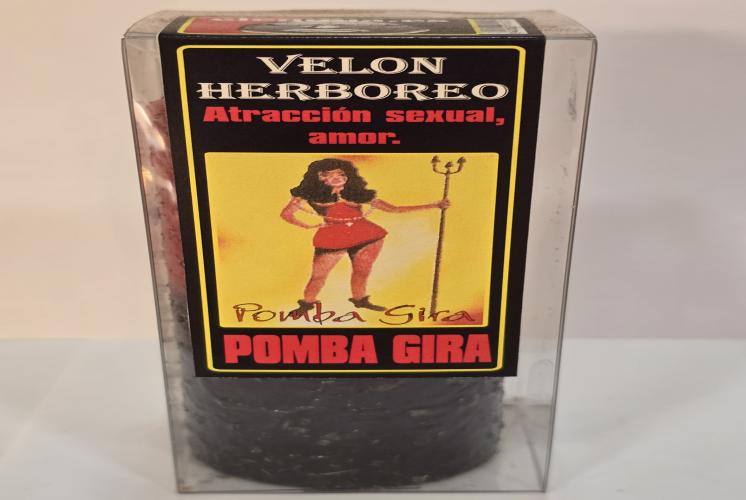 VELON
HERBOREO
Atracción sexual,
amor.
Pomba Gira
POMBA GIRA